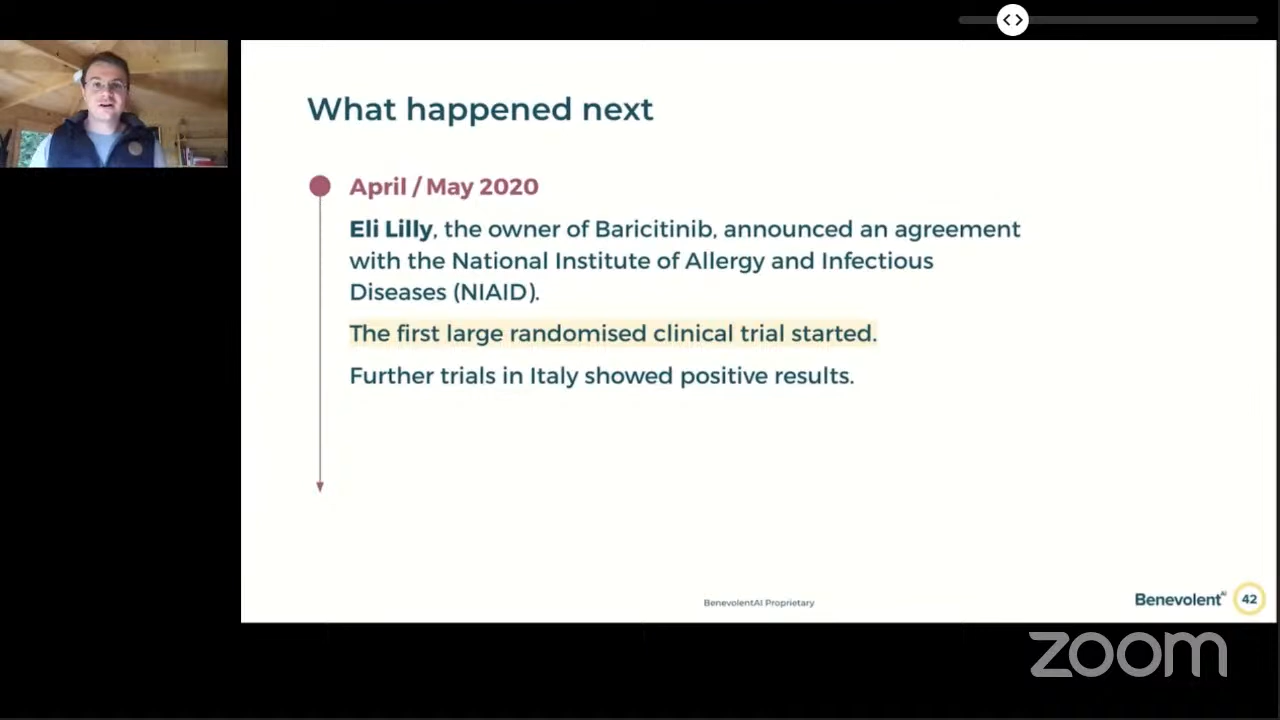 What happened next
April / May 2020
Eli Lilly, the owner of Baricitinib, announced an agreement
with the National Institute of Allergy and Infectious
Diseases (NIAID).
The first large randomised clinical trial started.
Further trials in Italy showed positive results.
BenevolentAI Proprietary
Benevolent AI
42
zoom